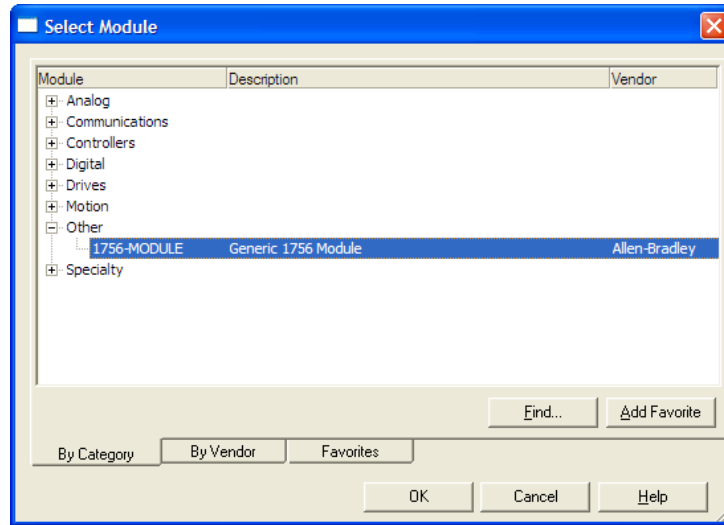 Select Module
Module Description Vendor
Analog
Communications
Controllers
Digital
Drives
Motion
Other
1756-MODULE Generic 1756 Module Allen-Bradley
Specialty
Find... Add Favorite
By Category By Vendor Favorites
OK Cancel Help